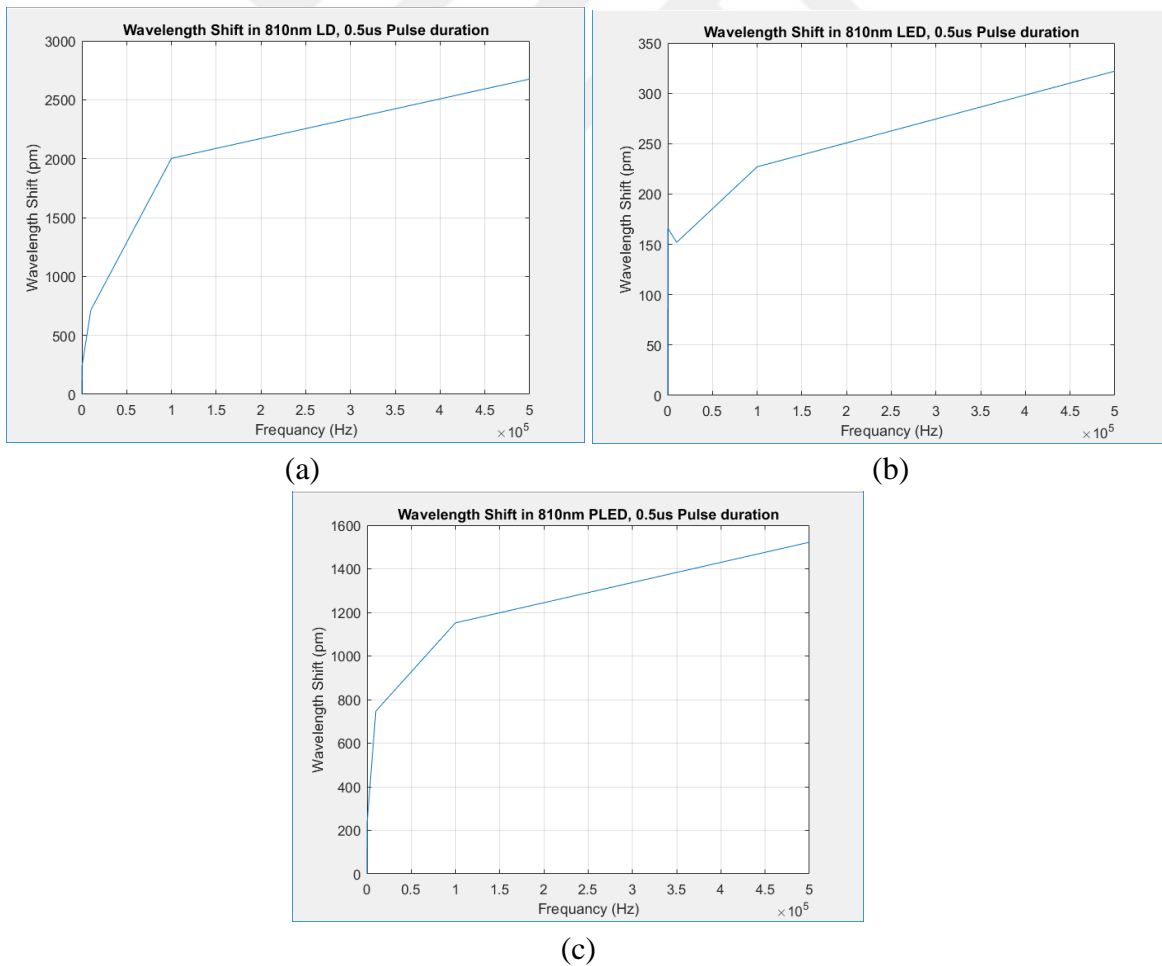 Wavelength Shift in 810nm LD, 0.5us Pulse duration
3000
2500
2000
1500
1000
500
0
Wavelength Shift (pm)
0 0.5 1 1.5 2 2.5 3 3.5 4 4.5 5
Frequancy (Hz)
×10^5
(a)
Wavelength Shift in 810nm LED, 0.5us Pulse duration
350
300
250
200
150
100
50
0
Wavelength Shift (pm)
0 0.5 1 1.5 2 2.5 3 3.5 4 4.5 5
Frequancy (Hz)
×10^5
(b)
Wavelength Shift in 810nm PLED, 0.5us Pulse duration
1600
1400
1200
1000
800
600
400
200
0
Wavelength Shift (pm)
0 0.5 1 1.5 2 2.5 3 3.5 4 4.5 5
Frequancy (Hz)
×10^5
(c)